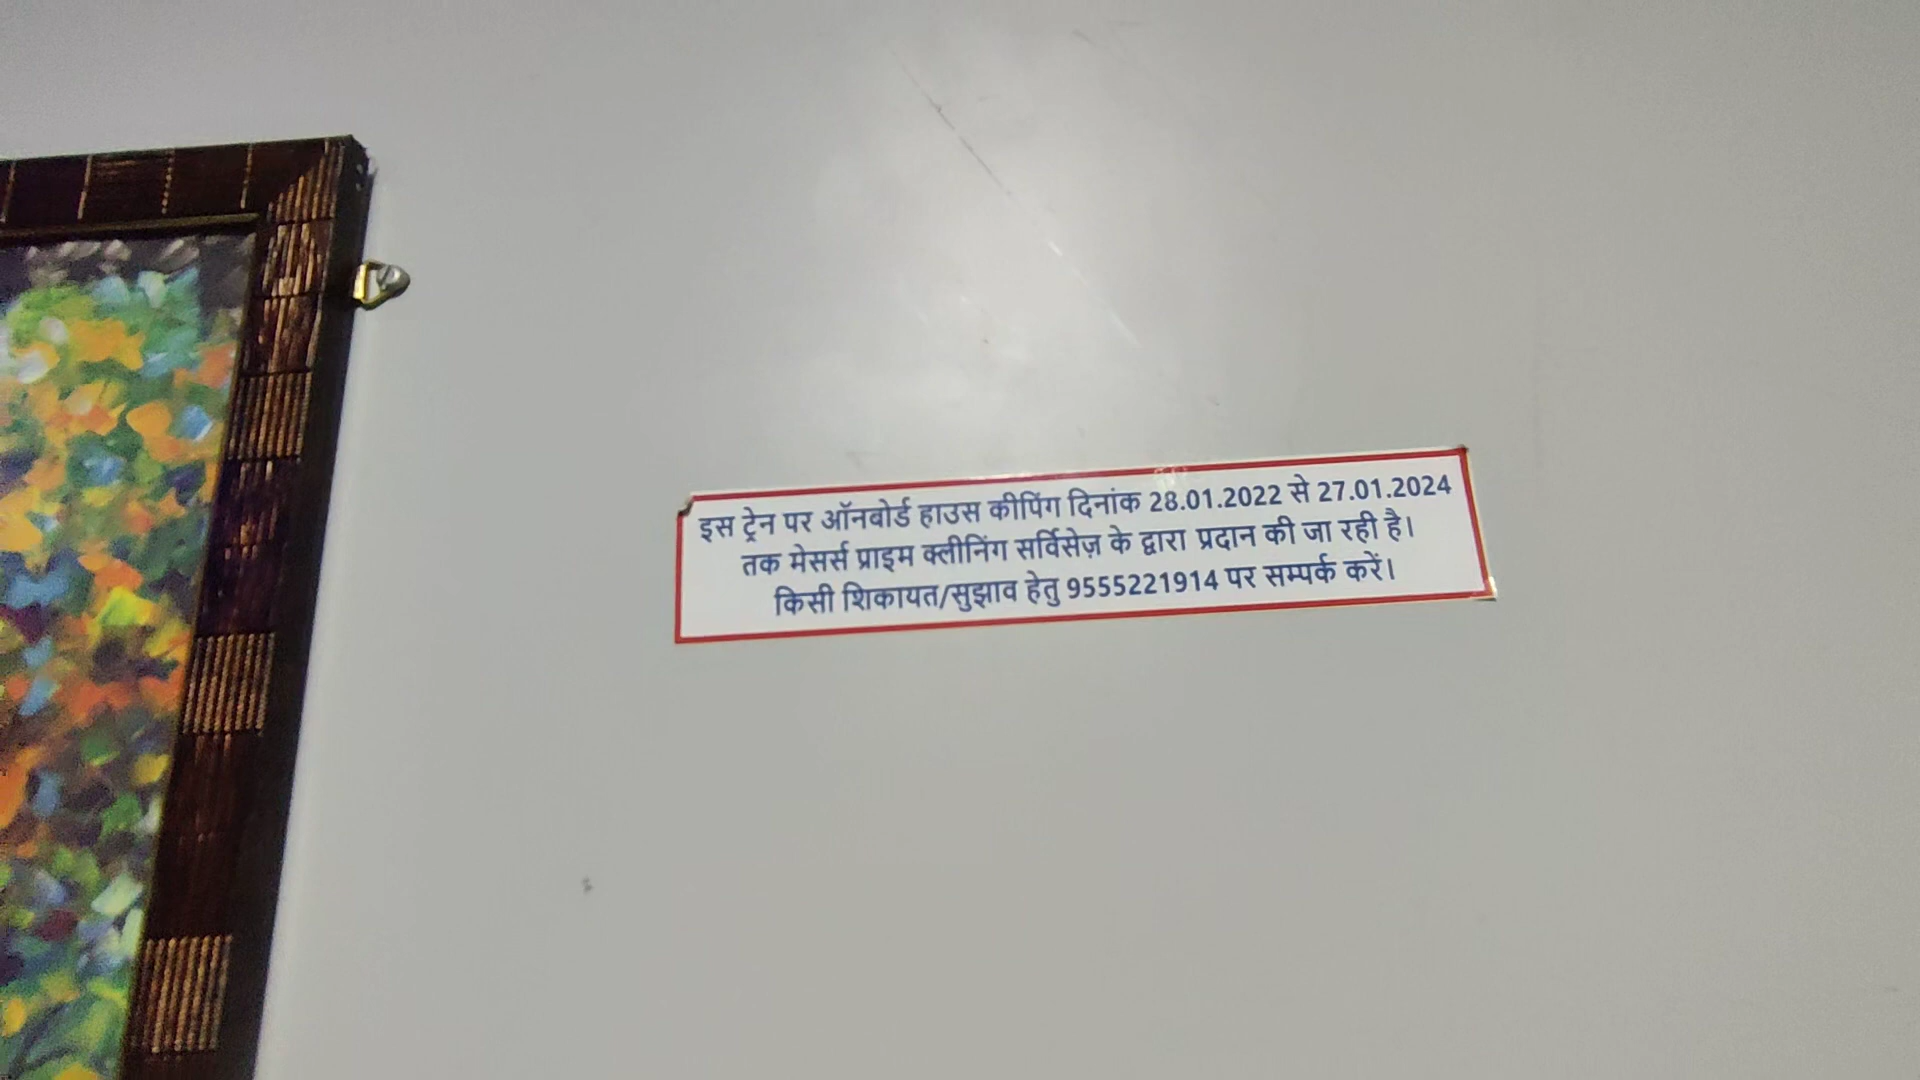 इस ट्रेन पर ऑनबोर्ड हाउस कीपिंग दिनांक 28.01.2022 से 27.01.2024
तक मेसर्स प्राइम क्लीनिंग सर्विसेज़ के द्वारा प्रदान की जा रही है।
किसी शिकायत/सुझाव हेतु 9555221914 पर सम्पर्क करें।